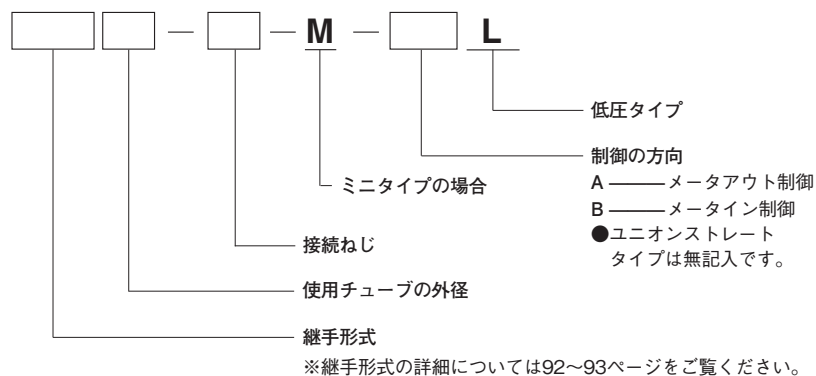 — — M — L
低圧タイプ
制御の方向
A ―――メータアウト制御
B ―――メータイン制御
●ユニオンストレート
タイプは無記入です。
ミニタイプの場合
接続ねじ
使用チューブの外径
継手形式
※継手形式の詳細については92～93ページをご覧ください。